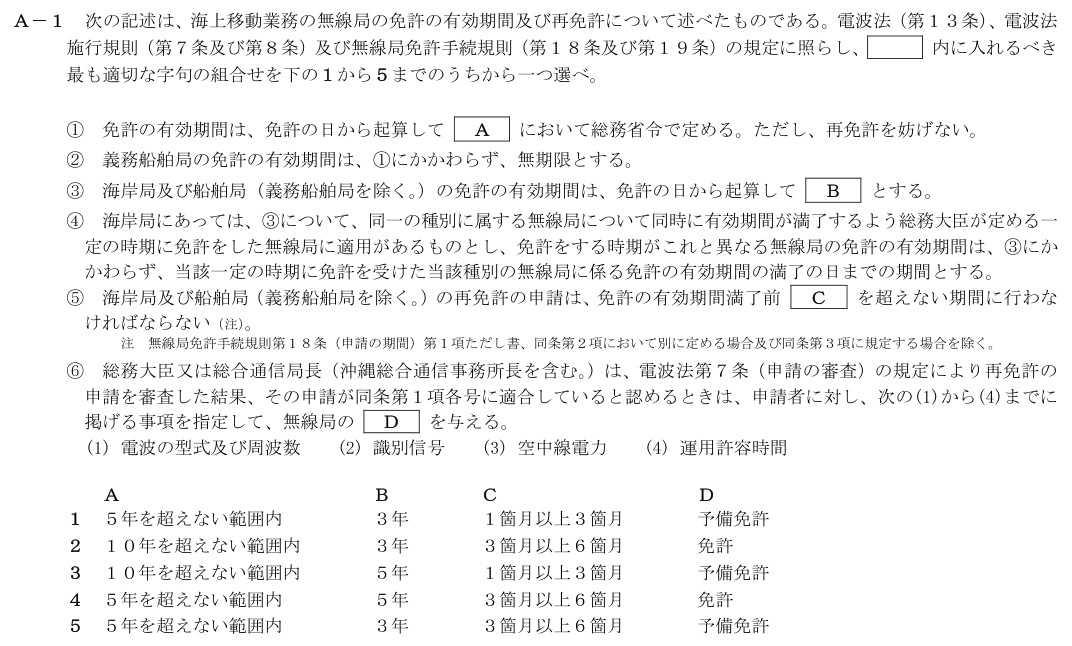 Ａ－１　次の記述は、海上移動業務の無線局の免許の有効期間及び再免許について述べたものである。電波法（第１３条）、電波法
施行規則（第７条及び第８条）及び無線局免許手続規則（第１８条及び第１９条）の規定に照らし、　　　内に入れるべき
最も適切な字句の組合せを下の１から５までのうちから一つ選べ。
①　免許の有効期間は、免許の日から起算して　Ａ　において総務省令で定める。ただし、再免許を妨げない。
②　義務船舶局の免許の有効期間は、①にかかわらず、無期限とする。
③　海岸局及び船舶局（義務船舶局を除く。）の免許の有効期間は、免許の日から起算して　Ｂ　とする。
④　海岸局にあっては、③について、同一の種別に属する無線局について同時に有効期間が満了するよう総務大臣が定める一
定の時期に免許をした無線局に適用があるものとし、免許をする時期がこれと異なる無線局の免許の有効期間は、③にか
かわらず、当該一定の時期に免許を受けた当該種別の無線局に係る免許の有効期間の満了の日までの期間とする。
⑤　海岸局及び船舶局（義務船舶局を除く。）の再免許の申請は、免許の有効期間満了前　Ｃ　を超えない期間に行わな
ければならない（注）。
注　無線局免許手続規則第１８条（申請の期間）第１項ただし書、同条第２項において別に定める場合及び同条第３項に規定する場合を除く。
⑥　総務大臣又は総合通信局長（沖縄総合通信事務所長を含む。）は、電波法第７条（申請の審査）の規定により再免許の
申請を審査した結果、その申請が同条第１項各号に適合していると認めるときは、申請者に対し、次の(1)から(4)までに
掲げる事項を指定して、無線局の　Ｄ　を与える。
(1) 電波の型式及び周波数　　(2) 識別信号　　(3) 空中線電力　　(4) 運用許容時間
Ａ　Ｂ　Ｃ　Ｄ
１　５年を超えない範囲内　３年　１箇月以上３箇月　予備免許
２　１０年を超えない範囲内　３年　３箇月以上６箇月　免許
３　１０年を超えない範囲内　５年　１箇月以上３箇月　予備免許
４　５年を超えない範囲内　５年　３箇月以上６箇月　免許
５　５年を超えない範囲内　３年　３箇月以上６箇月　予備免許